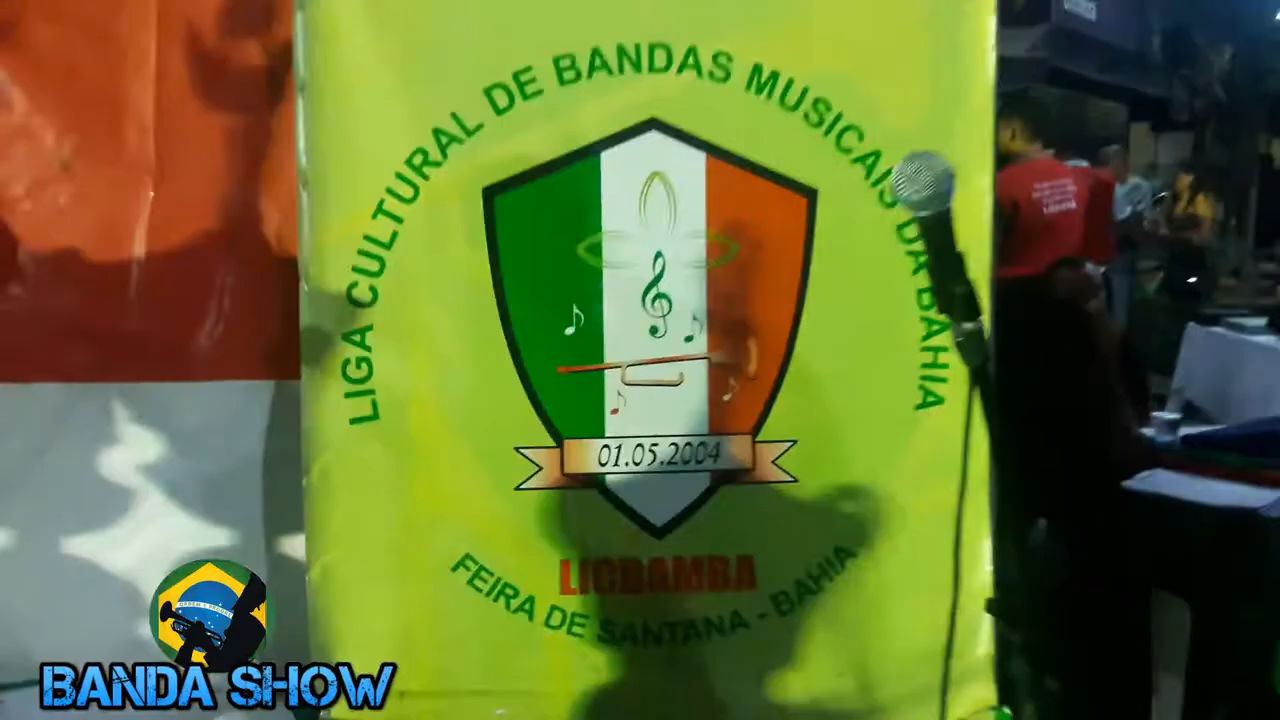 LIGA CULTURAL DE BANDAS MUSICAIS DA BAHIA
01.05.2004
LICBAMBA
FEIRA DE SANTANA - BAHIA
BANDA SHOW